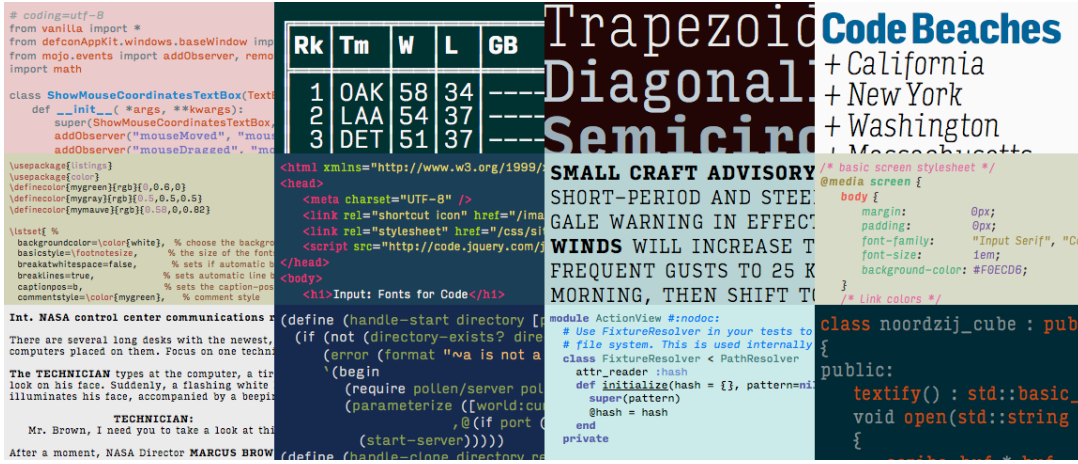 # coding=utf-8
from vanilla import *
from defconAppKit.windows.baseWindow imp
from mojo.events import addObserver, remo
import math
class ShowMouseCoordinatesTextBox(TextB
def __init__( *args, **kwargs):
super(ShowMouseCoordinatesTextBox,
addObserver("mouseMoved", "mous
addObserver("mouseDragged", "mo
Rk Tm W L GB
1 OAK 58 34 ----
2 LAA 54 37 ----
3 DET 51 37 ----
Trapezoid
Diagonall
Semicirc
Code Beaches
+ California
+ New York
+ Washington
+ Massachusetts
\usepackage{listings}
\usepackage{color}
\definecolor{mygreen}{rgb}{0,0.6,0}
\definecolor{mygray}{rgb}{0.5,0.5,0.5}
\definecolor{mymauve}{rgb}{0.58,0,0.82}
\lstset{ %
backgroundcolor=\color{white}, % choose the backgro
basicstyle=\footnotesize, % the size of the fonts
breakatwhitespace=false, % sets if automatic b
breaklines=true, % sets automatic line b
captionpos=b, % sets the caption-pos
commentstyle=\color{mygreen}, % comment style
<html xmlns="http://www.w3.org/1999/x
<head>
<meta charset="UTF-8" />
<link rel="shortcut icon" href="/ima
<link rel="stylesheet" href="/css/si
<script src="http://code.jquery.com/j
</head>
<body>
<h1>Input: Fonts for Code</h1>
SMALL CRAFT ADVISORY
SHORT-PERIOD AND STEE
GALE WARNING IN EFFECT
WINDS WILL INCREASE T
FREQUENT GUSTS TO 25 K
MORNING, THEN SHIFT TO
/* basic screen stylesheet */
@media screen {
body {
margin: 0px;
padding: 0px;
font-family: "Input Serif", "Co
font-size: 1em;
background-color: #F0ECD6;
}
/* Link colors */
Int. NASA control center communications r
There are several long desks with the newest,
computers placed on them. Focus on one techni
The TECHNICIAN types at the computer, a tir
look on his face. Suddenly, a flashing white
illuminates his face, accompanied by a beepin
TECHNICIAN:
Mr. Brown, I need you to take a look at thi
After a moment, NASA Director MARCUS BROW
(define (handle-start directory [p
(if (not (directory-exists? dire
(error (format "~a is not a
`(begin
(require pollen/server pol
(parameterize ([world:cur
,@(if port (
(start-server)))))
(define (handle-clone directory re
module ActionView #:nodoc:
# Use FixtureResolver in your tests to
# file system. This is used internally
class FixtureResolver < PathResolver
attr_reader :hash
def initialize(hash = {}, pattern=nil
super(pattern)
@hash = hash
end
private
class noordzij_cube : pub
{
public:
textify() : std::basic_
void open(std::string
{